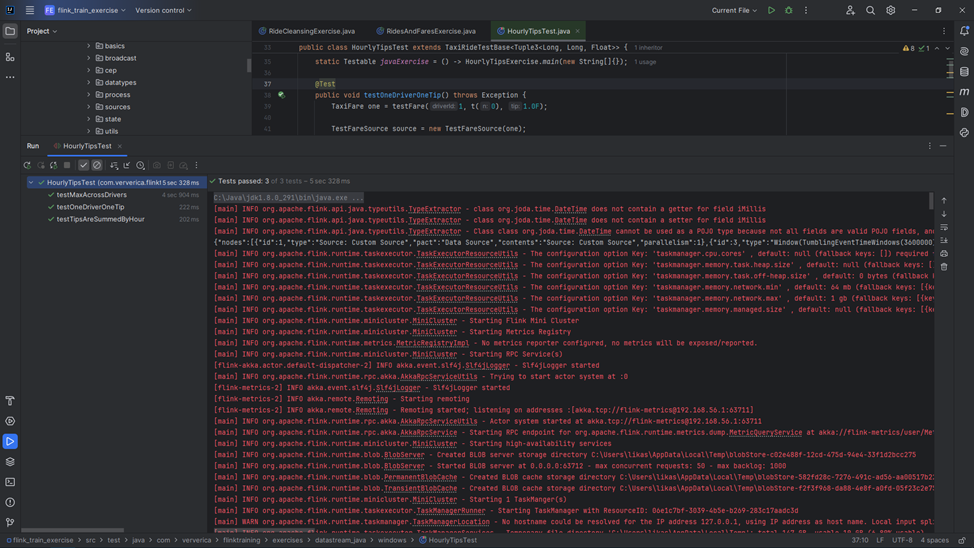 FE flink_train_exercise
Version control
Current File
Project
basics
broadcast
cep
datatypes
process
sources
state
utils
RideCleansingExercise.java
RidesAndFaresExercise.java
HourlyTipsTest.java
33 public class HourlyTipsTest extends TaxiRideTestBase<Tuple3<Long, Long, Float>> { 1 inheritor
8 1
35 static Testable javaExercise = () -> HourlyTipsExercise.main(new String[]{}); 1 usage
37 @Test
38 public void testOneDriverOneTip() throws Exception {
39 TaxiFare one = testFare( driverId: 1, t( n: 0), tip: 1.0F);
41 TestFareSource source = new TestFareSource(one);
Run HourlyTipsTest
HourlyTipsTest (com.ververica.flinkt 5 sec 328 ms
testMaxAcrossDrivers 4 sec 904 ms
testOneDriverOneTip 222 ms
testTipsAreSummedByHour 202 ms
Tests passed: 3 of 3 tests – 5 sec 328 ms
C:\Java\jdk1.8.0_291\bin\java.exe ...
[main] INFO org.apache.flink.api.java.typeutils.TypeExtractor - class org.joda.time.DateTime does not contain a getter for field iMillis
[main] INFO org.apache.flink.api.java.typeutils.TypeExtractor - class org.joda.time.DateTime does not contain a setter for field iMillis
[main] INFO org.apache.flink.api.java.typeutils.TypeExtractor - Class class org.joda.time.DateTime cannot be used as a POJO type because not all fields are valid POJO fields, an
{"nodes":[{"id":1,"type":"Source: Custom Source","pact":"Data Source","contents":"Source: Custom Source","parallelism":1},{"id":3,"type":"Window(TumblingEventTimeWindows(3600000
[main] INFO org.apache.flink.runtime.taskexecutor.TaskExecutorResourceUtils - The configuration option Key: 'taskmanager.cpu.cores' , default: null (fallback keys: []) required
[main] INFO org.apache.flink.runtime.taskexecutor.TaskExecutorResourceUtils - The configuration option Key: 'taskmanager.memory.task.heap.size' , default: null (fallback keys:
[main] INFO org.apache.flink.runtime.taskexecutor.TaskExecutorResourceUtils - The configuration option Key: 'taskmanager.memory.task.off-heap.size' , default: 0 bytes (fallback
[main] INFO org.apache.flink.runtime.taskexecutor.TaskExecutorResourceUtils - The configuration option Key: 'taskmanager.memory.network.min' , default: 64 mb (fallback keys: [{k
[main] INFO org.apache.flink.runtime.taskexecutor.TaskExecutorResourceUtils - The configuration option Key: 'taskmanager.memory.network.max' , default: 1 gb (fallback keys: [{ke
[main] INFO org.apache.flink.runtime.taskexecutor.TaskExecutorResourceUtils - The configuration option Key: 'taskmanager.memory.managed.size' , default: null (fallback keys: [{k
[main] INFO org.apache.flink.runtime.minicluster.MiniCluster - Starting Flink Mini Cluster
[main] INFO org.apache.flink.runtime.minicluster.MiniCluster - Starting Metrics Registry
[main] INFO org.apache.flink.runtime.metrics.MetricRegistryImpl - No metrics reporter configured, no metrics will be exposed/reported.
[main] INFO org.apache.flink.runtime.minicluster.MiniCluster - Starting RPC Service(s)
[flink-akka.actor.default-dispatcher-2] INFO akka.event.slf4j.Slf4jLogger - Slf4jLogger started
[main] INFO org.apache.flink.runtime.rpc.akka.AkkaRpcServiceUtils - Trying to start actor system at :0
[flink-metrics-2] INFO akka.event.slf4j.Slf4jLogger - Slf4jLogger started
[flink-metrics-2] INFO akka.remote.Remoting - Starting remoting
[flink-metrics-2] INFO akka.remote.Remoting - Remoting started; listening on addresses :[akka.tcp://flink-metrics@192.168.56.1:63711]
[main] INFO org.apache.flink.runtime.rpc.akka.AkkaRpcServiceUtils - Actor system started at akka.tcp://flink-metrics@192.168.56.1:63711
[main] INFO org.apache.flink.runtime.rpc.akka.AkkaRpcService - Starting RPC endpoint for org.apache.flink.runtime.metrics.dump.MetricQueryService at akka://flink-metrics/user/Me
[main] INFO org.apache.flink.runtime.minicluster.MiniCluster - Starting high-availability services
[main] INFO org.apache.flink.runtime.blob.BlobServer - Created BLOB server storage directory C:\Users\likas\AppData\Local\Temp\blobStore-c02e488f-12cd-475d-94e4-33f1d2bcc275
[main] INFO org.apache.flink.runtime.blob.BlobServer - Started BLOB server at 0.0.0.0:63712 - max concurrent requests: 50 - max backlog: 1000
[main] INFO org.apache.flink.runtime.blob.PermanentBlobCache - Created BLOB cache storage directory C:\Users\likas\AppData\Local\Temp\blobStore-582fd28c-7276-491c-ad56-aa00517b2
[main] INFO org.apache.flink.runtime.blob.TransientBlobCache - Created BLOB cache storage directory C:\Users\likas\AppData\Local\Temp\blobStore-f2f3f968-da88-4e8f-a0fd-05f23c2e7
[main] INFO org.apache.flink.runtime.minicluster.MiniCluster - Starting 1 TaskManger(s)
[main] INFO org.apache.flink.runtime.taskexecutor.TaskManagerRunner - Starting TaskManager with ResourceID: 06e1c7bf-3039-4b5e-b269-283c17aadc3d
[main] WARN org.apache.flink.runtime.taskmanager.TaskManagerLocation - No hostname could be resolved for the IP address 127.0.0.1, using IP address as host name. Local input spl
flink_train_exercise > src > test > java > com > ververica > flinktraining > exercises > datastream_java > windows > HourlyTipsTest
37:10 LF UTF-8 4 spaces